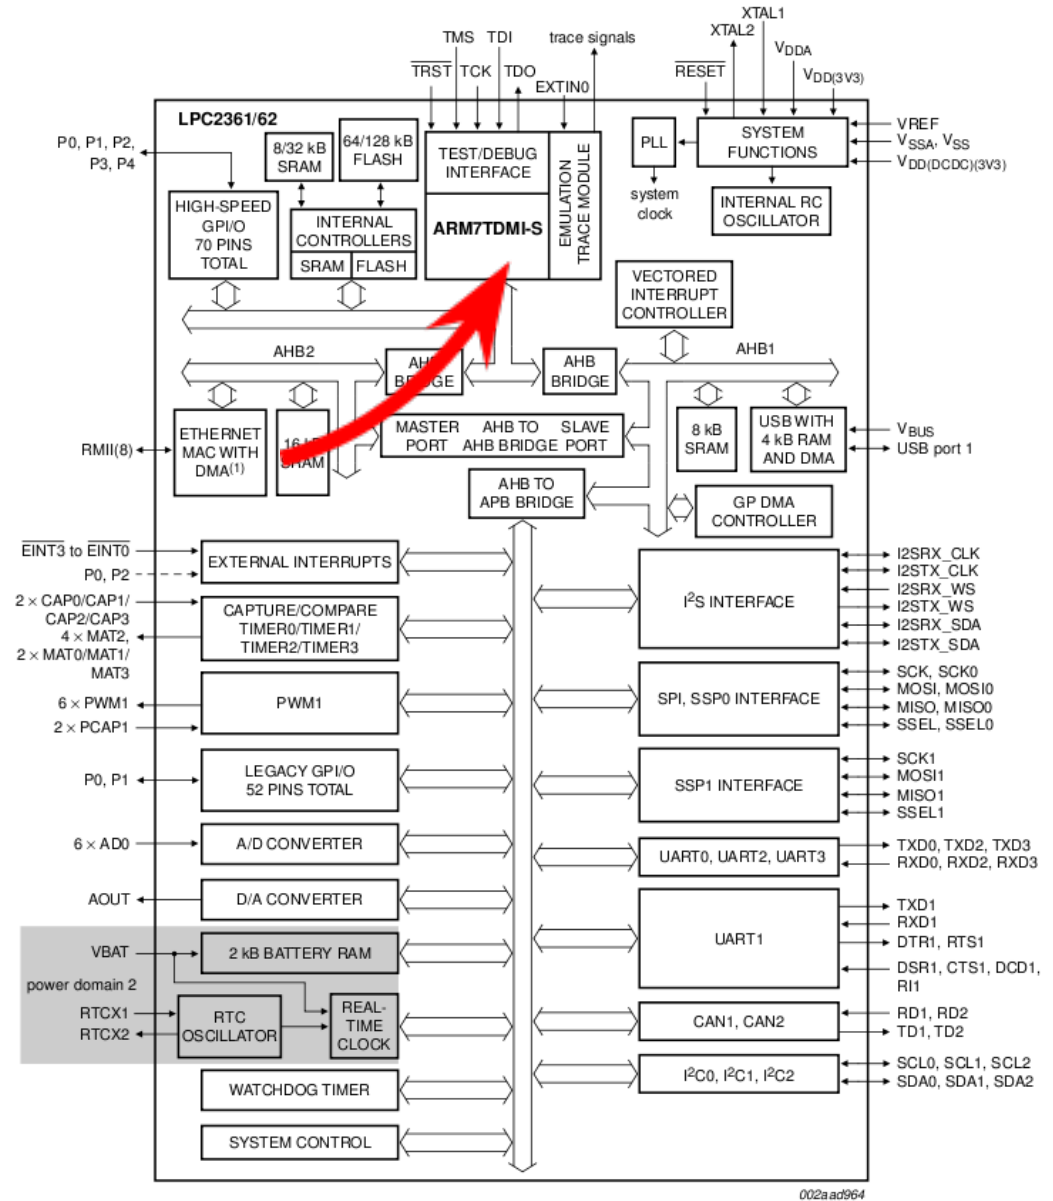 XTAL1
XTAL2
TMS TDI
trace signals
VDDA
TRST TCK
TDO
RESET
VDD(3V3)
EXTIN0
LPC2361/62
P0, P1, P2,
P3, P4
8/32 kB
SRAM
64/128 kB
FLASH
TEST/DEBUG
INTERFACE
EMULATION
TRACE MODULE
PLL
SYSTEM
FUNCTIONS
VREF
VSSA, VSS
VDD(DCDC)(3V3)
system
clock
INTERNAL RC
OSCILLATOR
HIGH-SPEED
GPI/O
70 PINS
TOTAL
INTERNAL
CONTROLLERS
SRAM FLASH
ARM7TDMI-S
VECTORED
INTERRUPT
CONTROLLER
AHB2
AHB
BRIDGE
AHB
BRIDGE
AHB1
RMII(8)
ETHERNET
MAC WITH
DMA(1)
16 kB
SRAM
MASTER
PORT
AHB TO
AHB BRIDGE
SLAVE
PORT
8 kB
SRAM
USB WITH
4 kB RAM
AND DMA
VBUS
USB port 1
AHB TO
APB BRIDGE
GP DMA
CONTROLLER
EINT3 to EINT0
P0, P2
EXTERNAL INTERRUPTS
2 × CAP0/CAP1/
CAP2/CAP3
4 × MAT2,
2 × MAT0/MAT1/
MAT3
CAPTURE/COMPARE
TIMER0/TIMER1/
TIMER2/TIMER3
6 × PWM1
2 × PCAP1
PWM1
P0, P1
LEGACY GPI/O
52 PINS TOTAL
6 × AD0
A/D CONVERTER
AOUT
D/A CONVERTER
VBAT
2 kB BATTERY RAM
power domain 2
RTCX1
RTCX2
RTC
OSCILLATOR
REAL-
TIME
CLOCK
WATCHDOG TIMER
SYSTEM CONTROL
I2S INTERFACE
I2SRX_CLK
I2STX_CLK
I2SRX_WS
I2STX_WS
I2SRX_SDA
I2STX_SDA
SPI, SSP0 INTERFACE
SCK, SCK0
MOSI, MOSI0
MISO, MISO0
SSEL, SSEL0
SSP1 INTERFACE
SCK1
MOSI1
MISO1
SSEL1
UART0, UART2, UART3
TXD0, TXD2, TXD3
RXD0, RXD2, RXD3
UART1
TXD1
RXD1
DTR1, RTS1
DSR1, CTS1, DCD1,
RI1
CAN1, CAN2
RD1, RD2
TD1, TD2
I2C0, I2C1, I2C2
SCL0, SCL1, SCL2
SDA0, SDA1, SDA2
002aad964